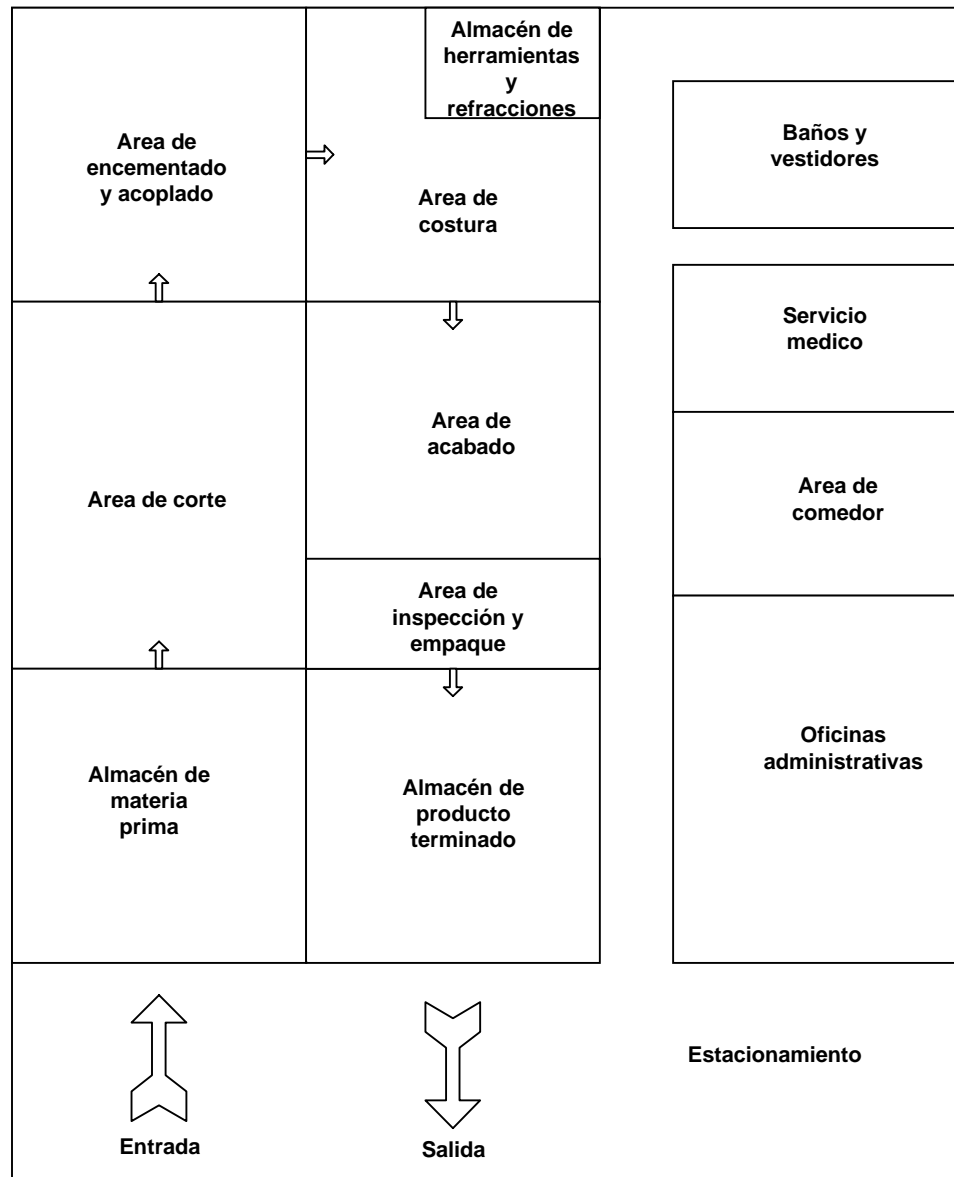 Almacén de
herramientas
y
refracciones
Area de
encementado
y acoplado
Area de
costura
Baños y
vestidores
Servicio
medico
Area de
acabado
Area de corte
Area de
comedor
Area de
inspección y
empaque
Almacén de
materia
prima
Almacén de
producto
terminado
Oficinas
administrativas
Estacionamiento
Entrada
Salida